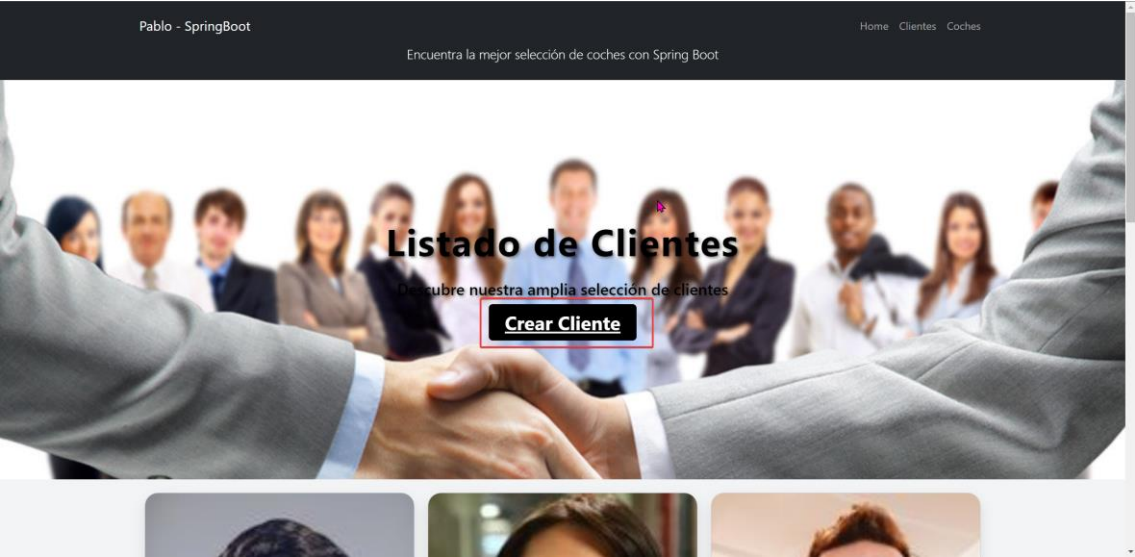 Pablo - SpringBoot
Home Clientes Coches
Encuentra la mejor selección de coches con Spring Boot
Listado de Clientes
Descubre nuestra amplia selección de clientes
Crear Cliente